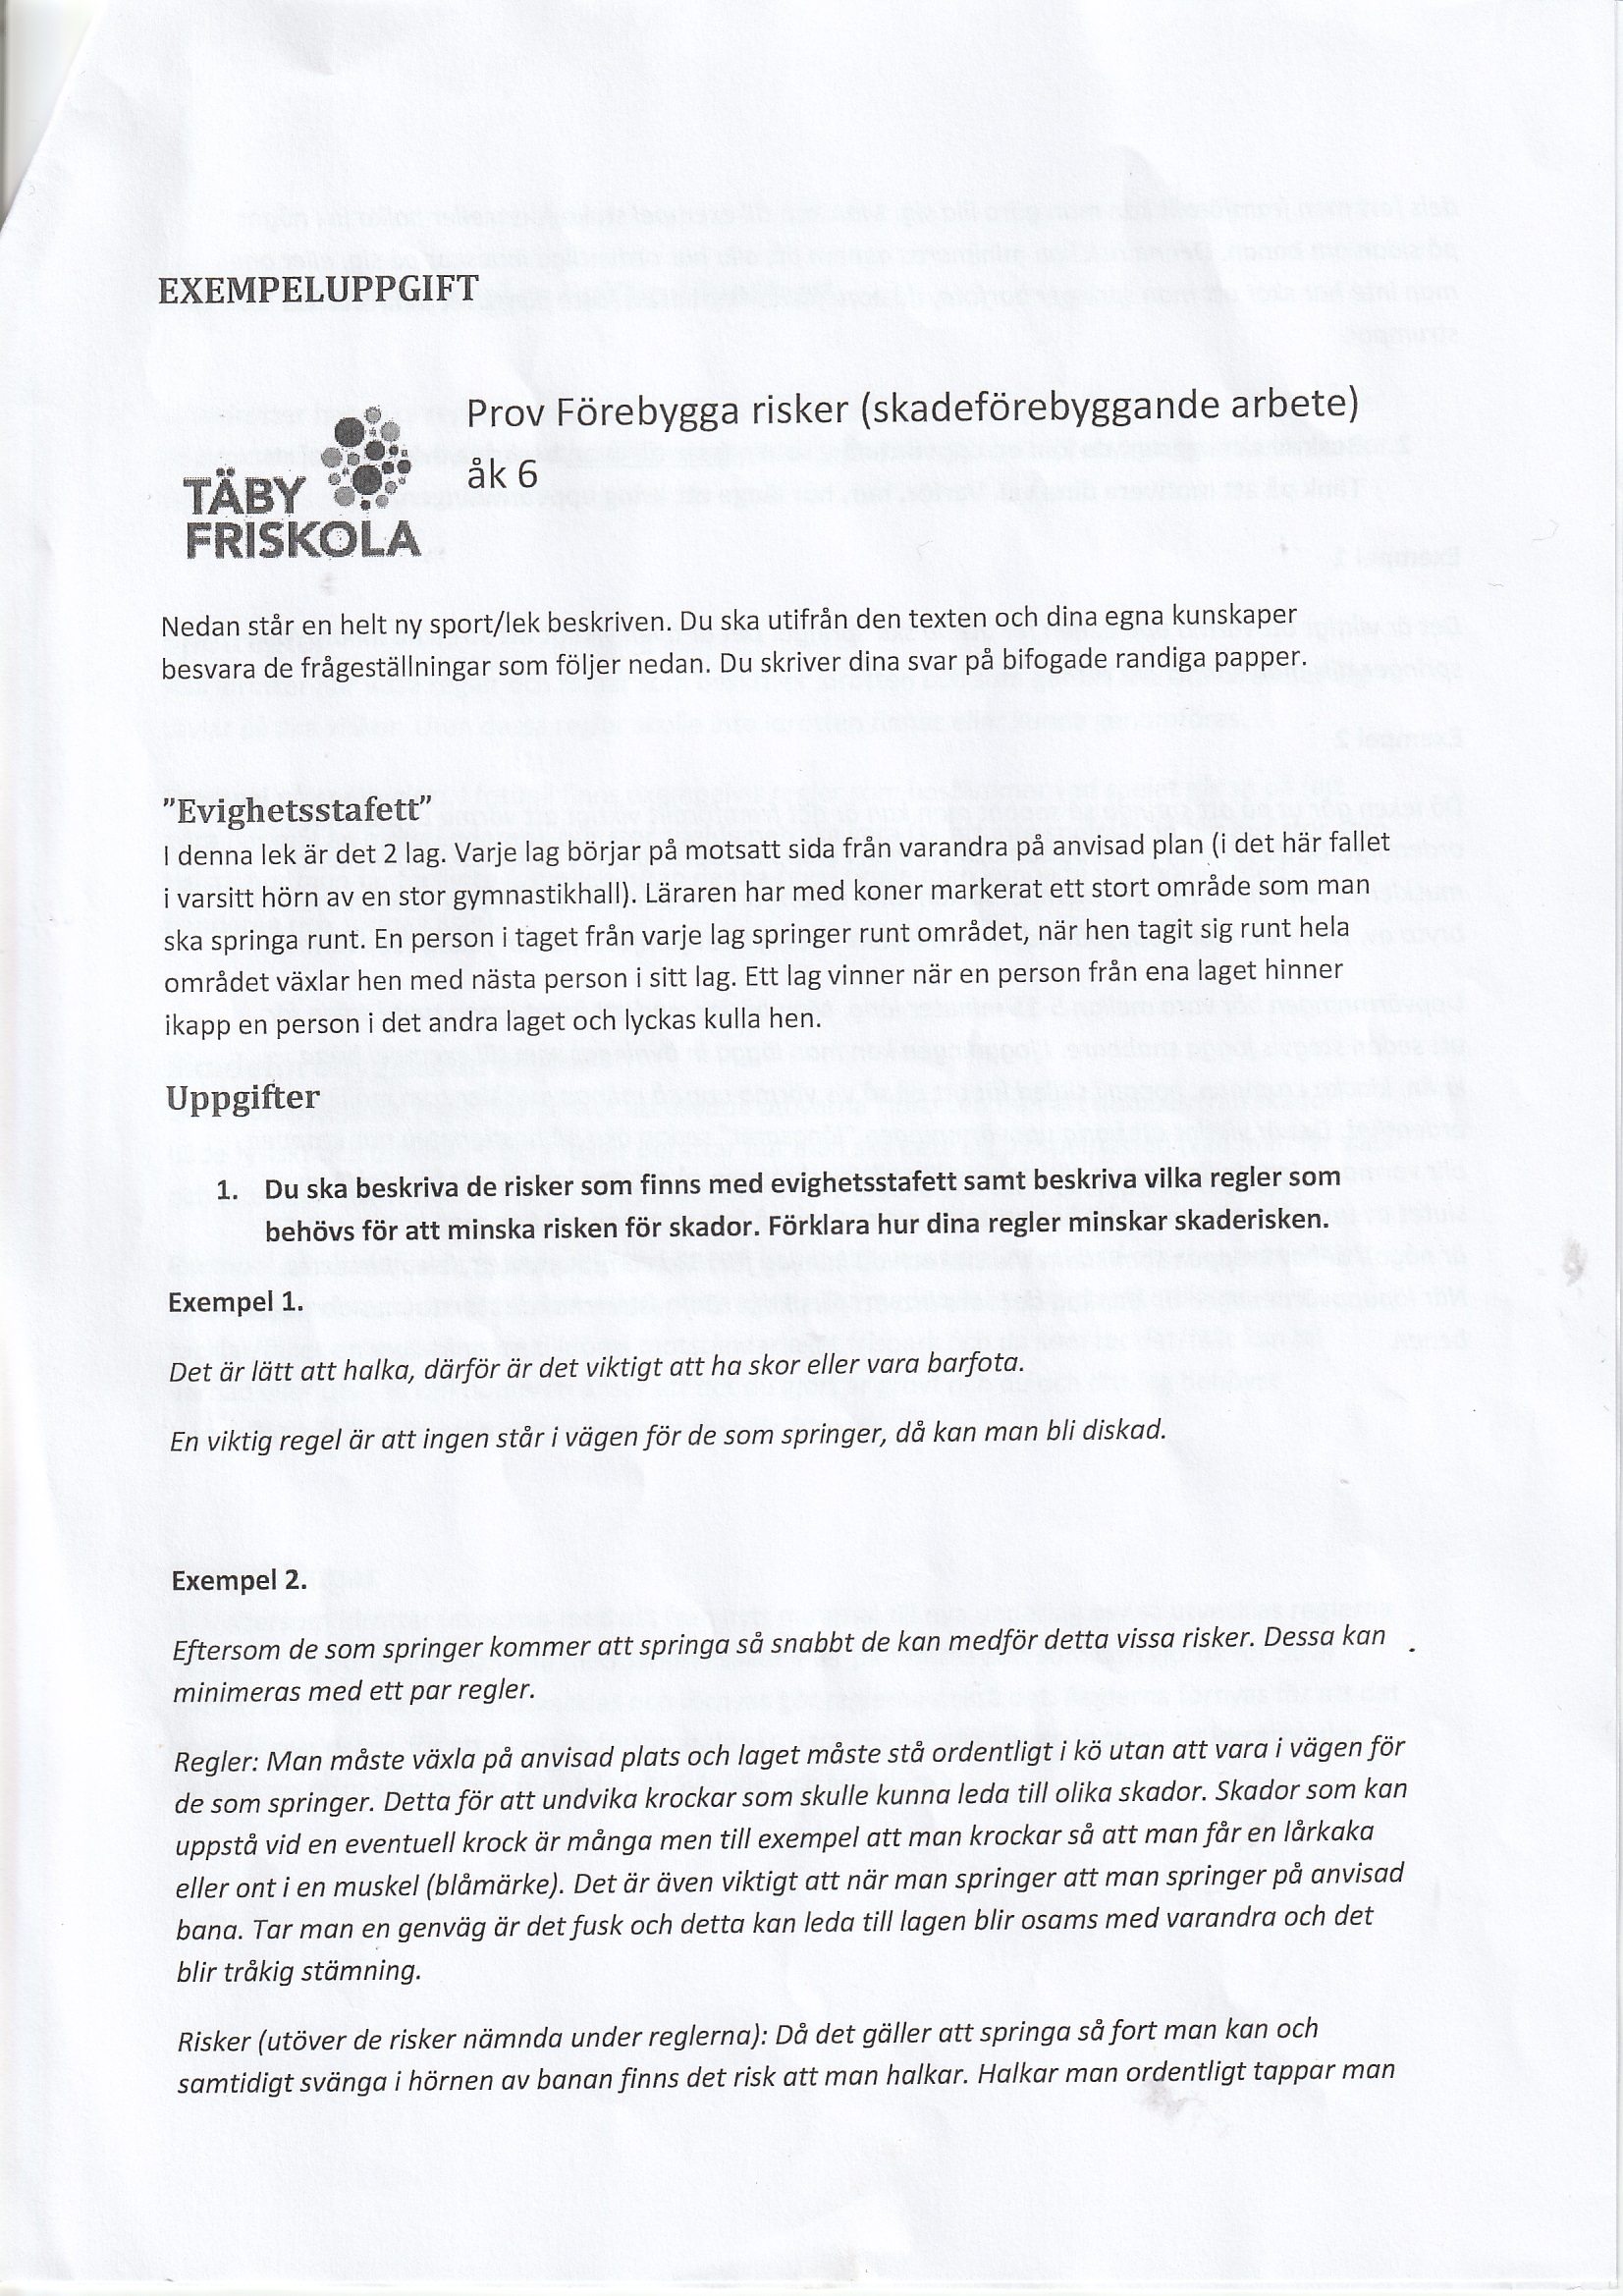 EXEMPELUPPGIFT
Prov Förebygga risker (skadeförebyggande arbete)
åk 6
TÄBY
FRISKOLA
Nedan står en helt ny sport/lek beskriven. Du ska utifrån den texten och dina egna kunskaper
besvara de frågeställningar som följer nedan. Du skriver dina svar på bifogade randiga papper.
"Evighetsstafett"
I denna lek är det 2 lag. Varje lag börjar på motsatt sida från varandra på anvisad plan (i det här fallet
i varsitt hörn av en stor gymnastikhall). Läraren har med koner markerat ett stort område som man
ska springa runt. En person i taget från varje lag springer runt området, när hen tagit sig runt hela
området växlar hen med nästa person i sitt lag. Ett lag vinner när en person från ena laget hinner
ikapp en person i det andra laget och lyckas kulla hen.
Uppgifter
1. Du ska beskriva de risker som finns med evighetsstafett samt beskriva vilka regler som
behövs för att minska risken för skador. Förklara hur dina regler minskar skaderisken.
Exempel 1.
Det är lätt att halka, därför är det viktigt att ha skor eller vara barfota.
En viktig regel är att ingen står i vägen för de som springer, då kan man bli diskad.
Exempel 2.
Eftersom de som springer kommer att springa så snabbt de kan medför detta vissa risker. Dessa kan
minimeras med ett par regler.
Regler: Man måste växla på anvisad plats och laget måste stå ordentligt i kö utan att vara i vägen för
de som springer. Detta för att undvika krockar som skulle kunna leda till olika skador. Skador som kan
uppstå vid en eventuell krock är många men till exempel att man krockar så att man får en lårkaka
eller ont i en muskel (blåmärke). Det är även viktigt att när man springer att man springer på anvisad
bana. Tar man en genväg är det fusk och detta kan leda till lagen blir osams med varandra och det
blir tråkig stämning.
Risker (utöver de risker nämnda under reglerna): Då det gäller att springa så fort man kan och
samtidigt svänga i hörnen av banan finns det risk att man halkar. Halkar man ordentligt tappar man